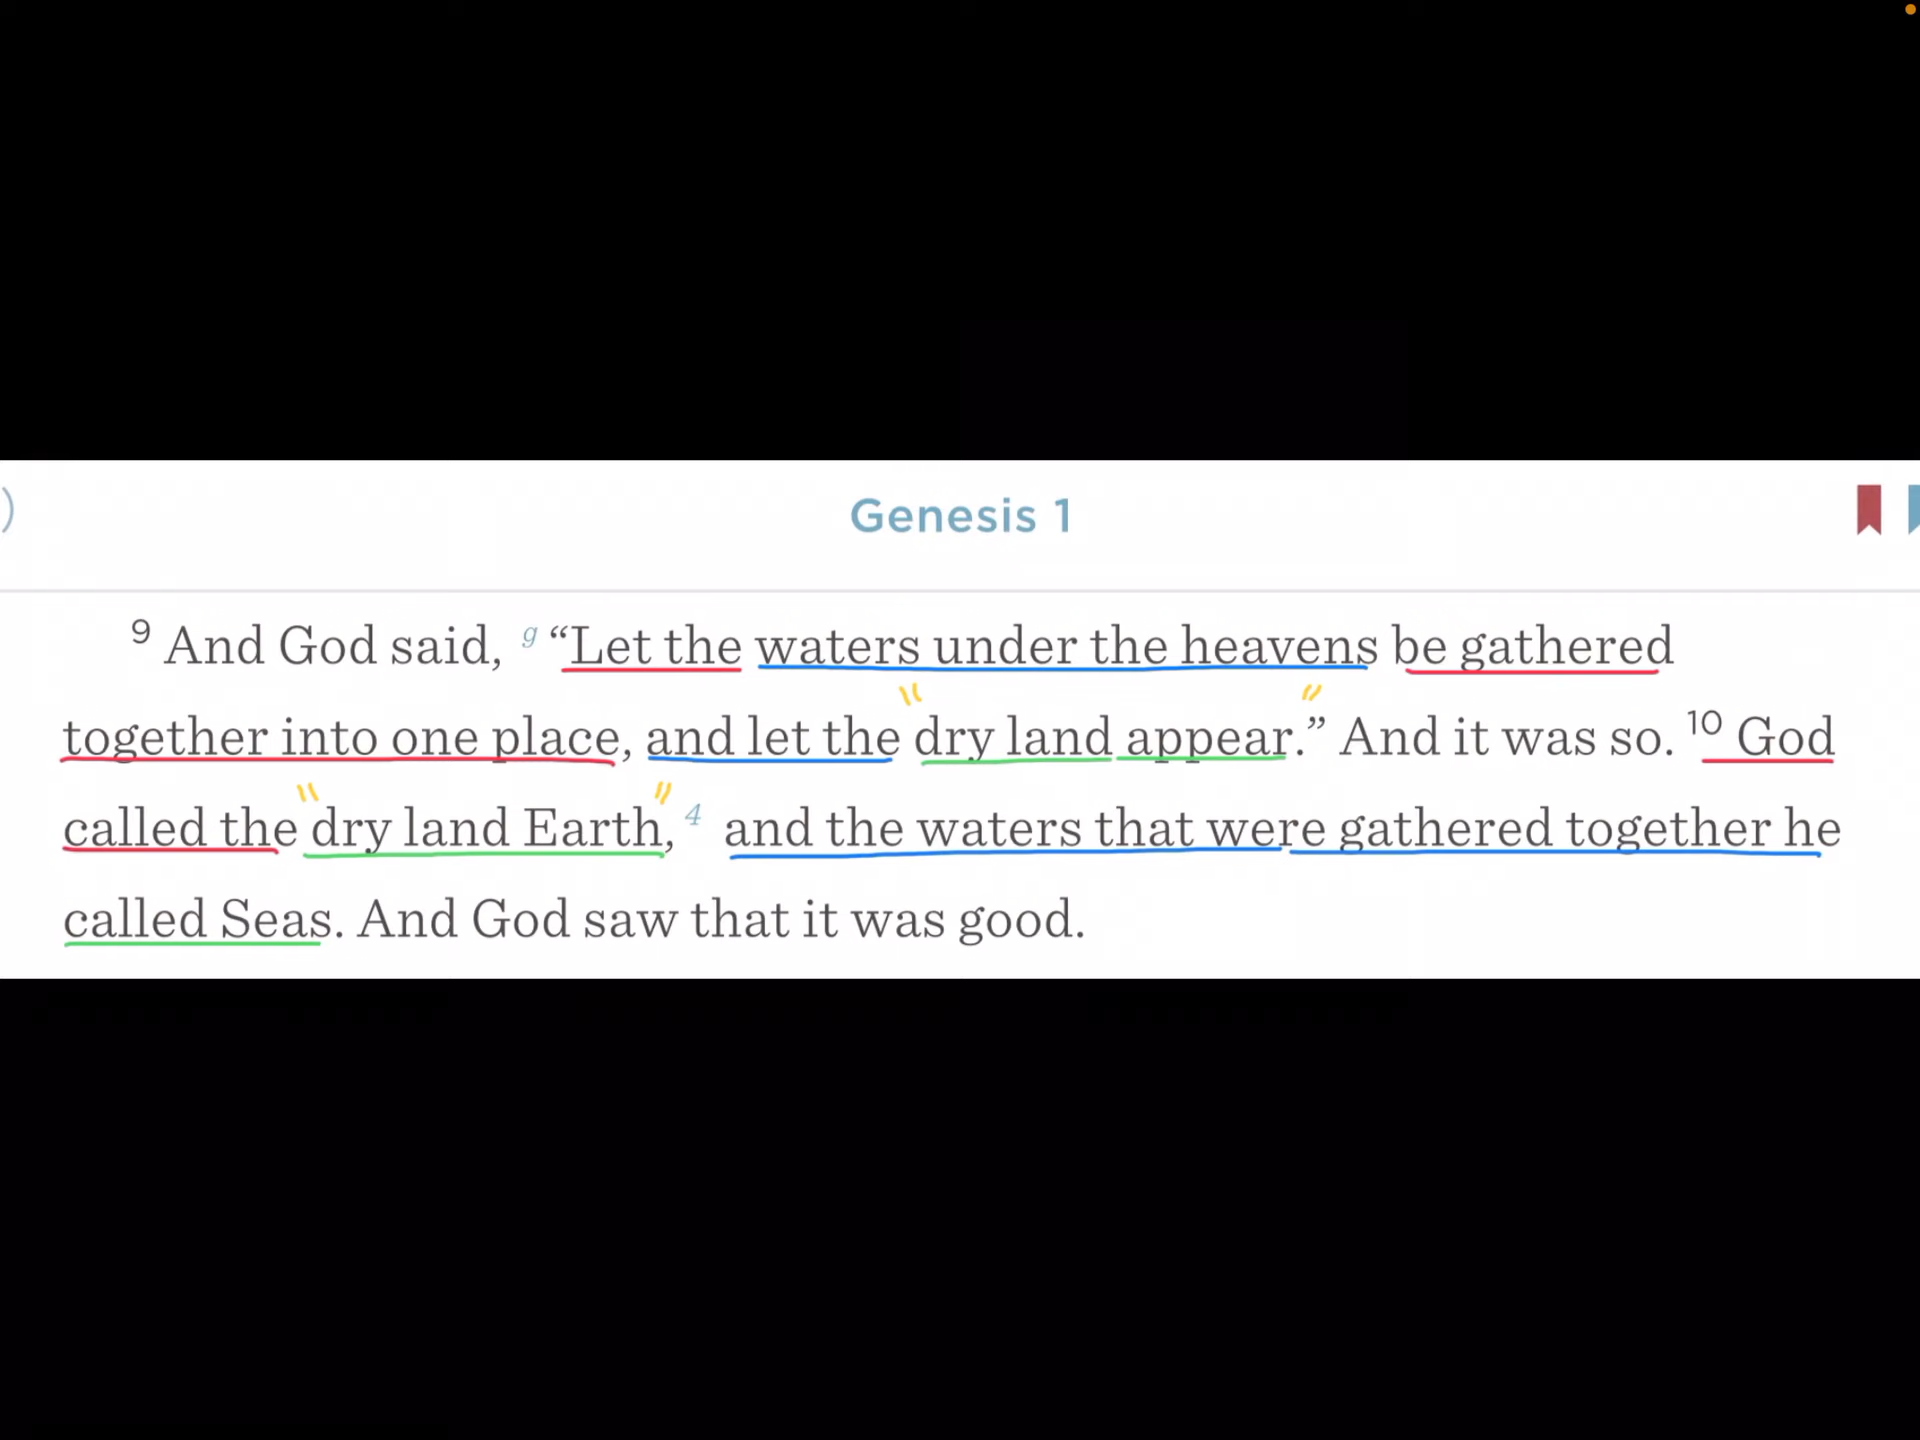 )
Genesis 1
9 And God said, g “Let the waters under the heavens be gathered
together into one place, and let the "dry land appear."” And it was so. 10 God
called the "dry land Earth," 4 and the waters that were gathered together he
called Seas. And God saw that it was good.